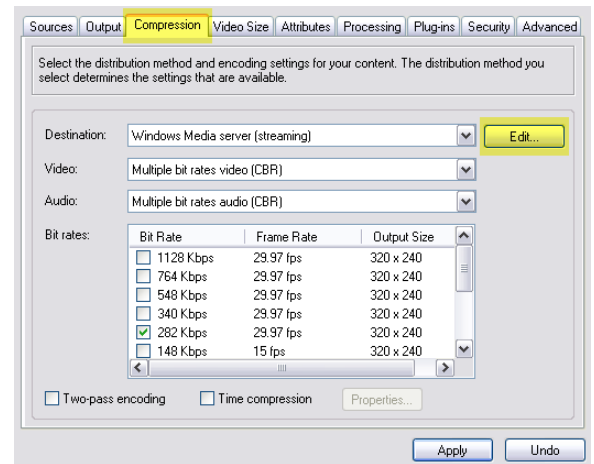 Sources Output Compression Video Size Attributes Processing Plug-ins Security Advanced
Select the distribution method and encoding settings for your content. The distribution method you
select determines the settings that are available.
Destination: Windows Media server (streaming) Edit...
Video: Multiple bit rates video (CBR)
Audio: Multiple bit rates audio (CBR)
Bit rates: Bit Rate Frame Rate Output Size
1128 Kbps 29.97 fps 320 x 240
764 Kbps 29.97 fps 320 x 240
548 Kbps 29.97 fps 320 x 240
340 Kbps 29.97 fps 320 x 240
282 Kbps 29.97 fps 320 x 240
148 Kbps 15 fps 320 x 240
Two-pass encoding Time compression Properties...
Apply Undo